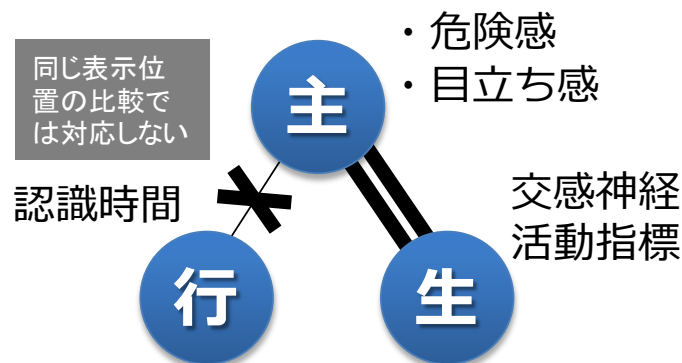 同じ表示位
置の比較で
は対応しない
主
・危険感
・目立ち感
認識時間
交感神経
活動指標
行
生